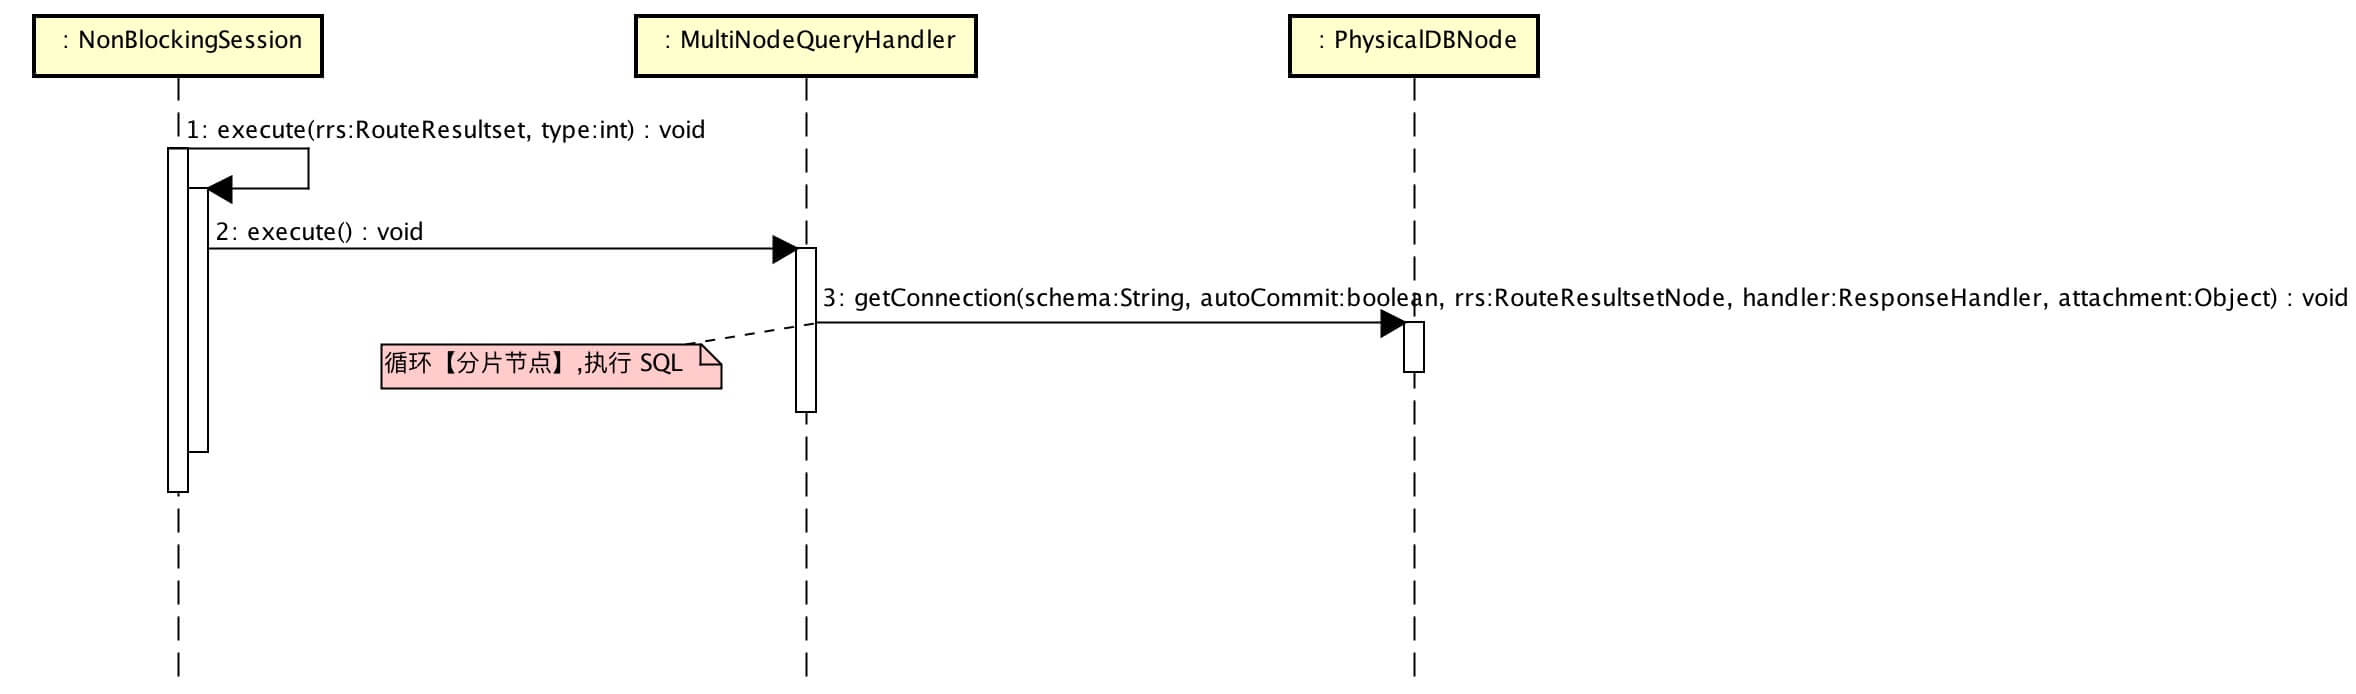 : NonBlockingSession
: MultiNodeQueryHandler
: PhysicalDBNode
1: execute(rrs:RouteResultset, type:int) : void
2: execute() : void
3: getConnection(schema:String, autoCommit:boolean, rrs:RouteResultsetNode, handler:ResponseHandler, attachment:Object) : void
循环【分片节点】,执行 SQL